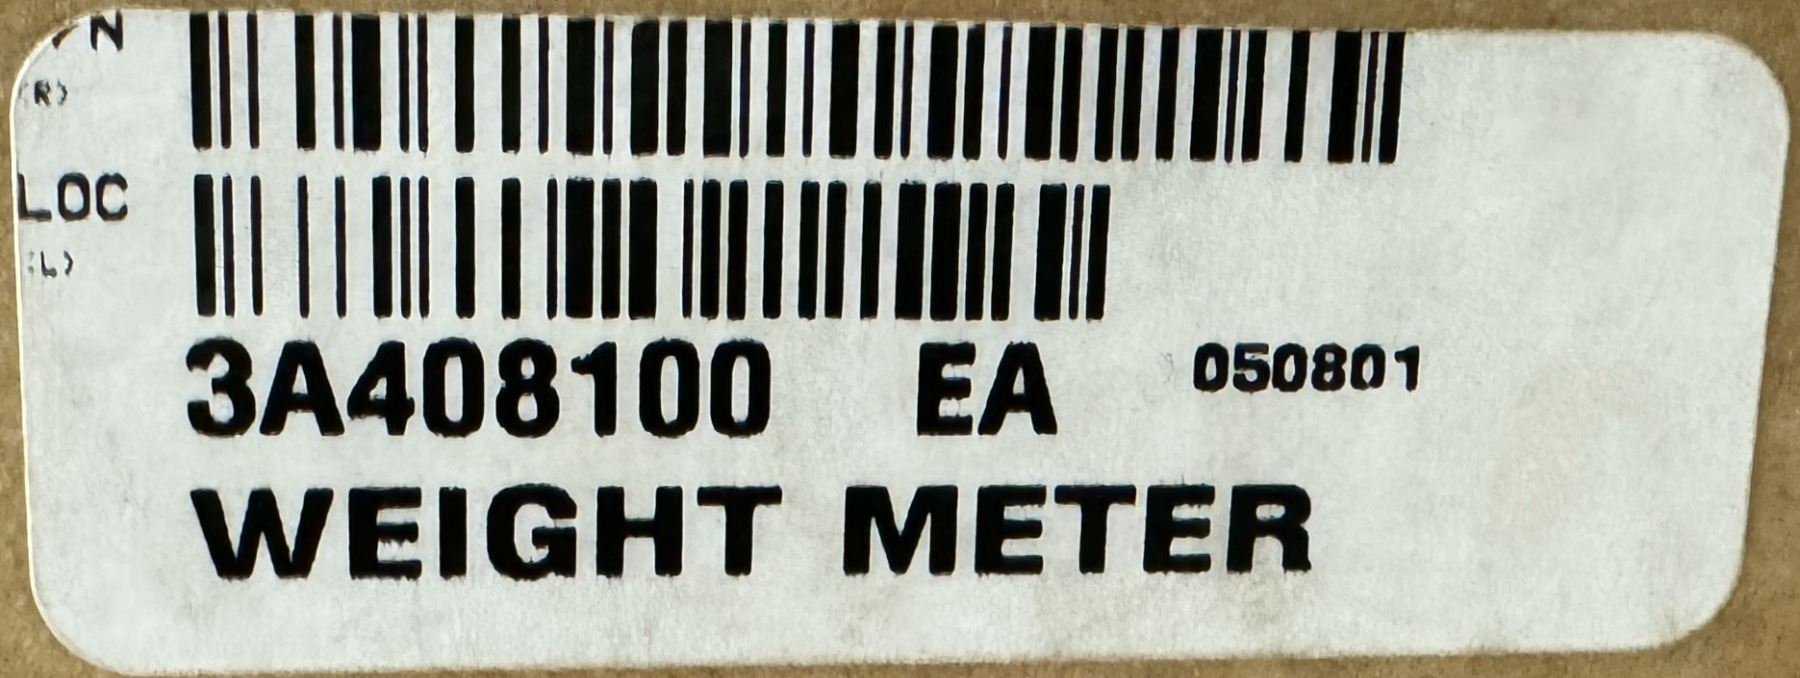 N
(R)
LOC
(L)
3A408100 EA 050801
WEIGHT METER